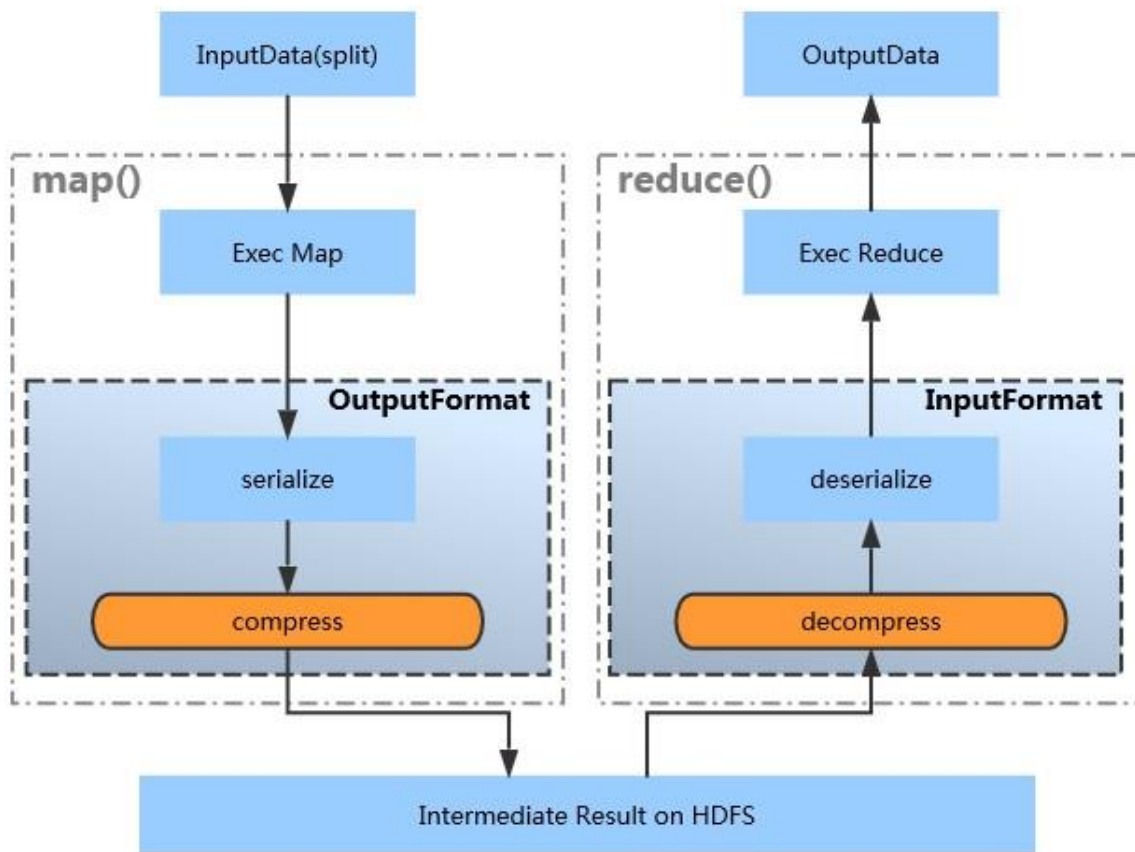 InputData(split)
OutputData
map()
reduce()
Exec Map
Exec Reduce
OutputFormat
InputFormat
serialize
deserialize
compress
decompress
Intermediate Result on HDFS